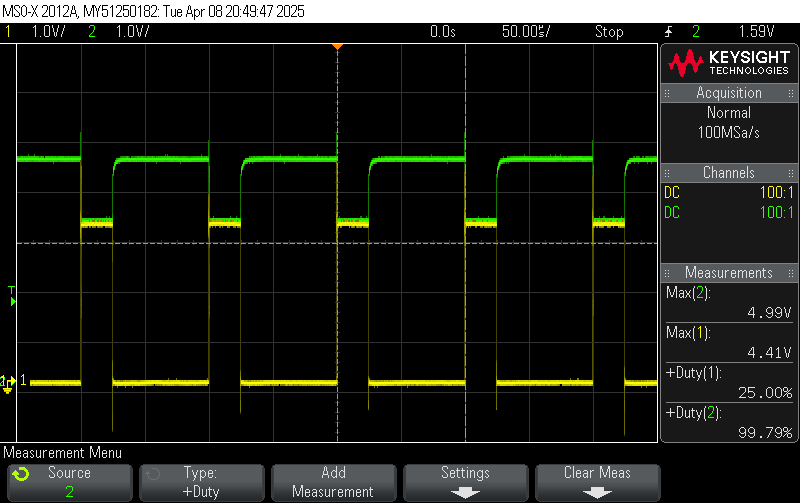 MSO-X 2012A, MY51250182: Tue Apr 08 20:49:47 2025
1 1.0V/ 2 1.0V/ 0.0s 50.00s/ Stop 2 1.59V
KEYSIGHT
TECHNOLOGIES
Acquisition
Normal
100MSa/s
Channels
DC 100:1
DC 100:1
Measurements
Max(2):
4.99V
Max(1):
4.41V
+Duty(1):
25.00%
+Duty(2):
99.79%
T
2 1
Measurement Menu
Source
2
Type:
+Duty
Add
Measurement
Settings
Clear Meas